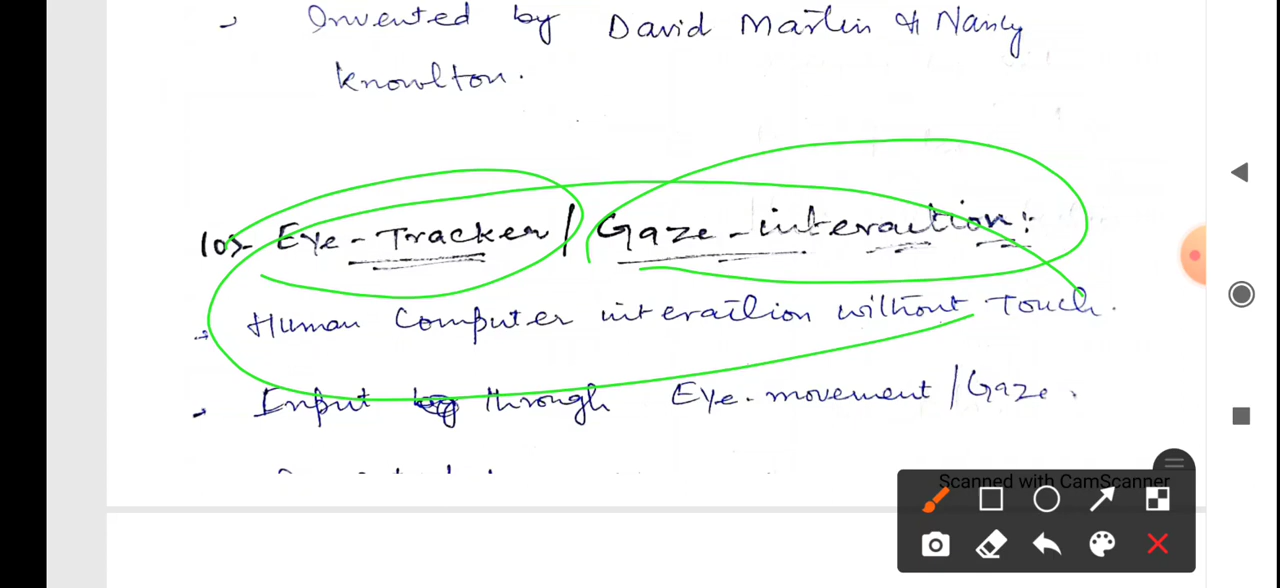 Invented by David Martin & Nancy
Knowlton.
10- Eye-Tracker / Gaze-interaction:
Human Computer interaction without Touch.
Input through Eye-movement / Gaze.
Scanned with CamScanner